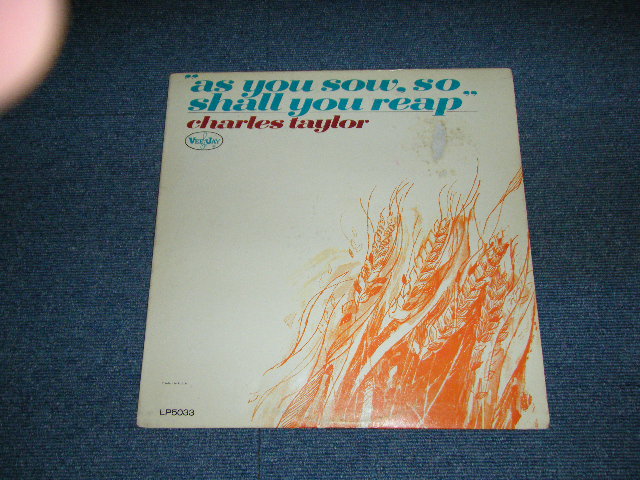 "as you sow, so
shall you reap"
charles taylor
VEE JAY
LP5033